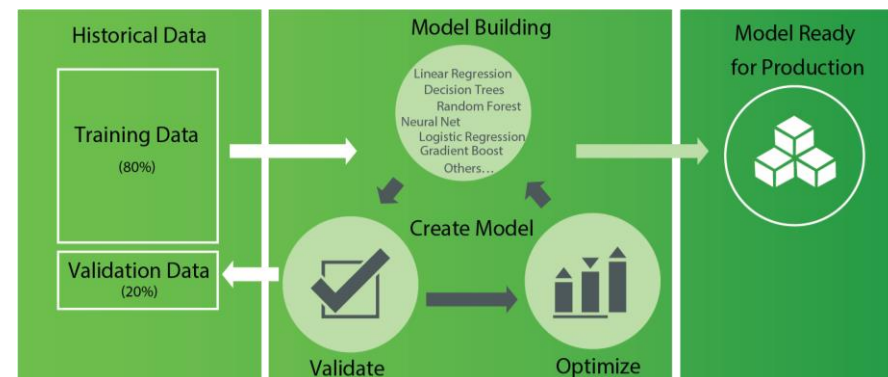 Historical Data
Training Data
(80%)
Validation Data
(20%)
Model Building
Linear Regression
Decision Trees
Random Forest
Neural Net
Logistic Regression
Gradient Boost
Others...
Create Model
Validate
Optimize
Model Ready
for Production